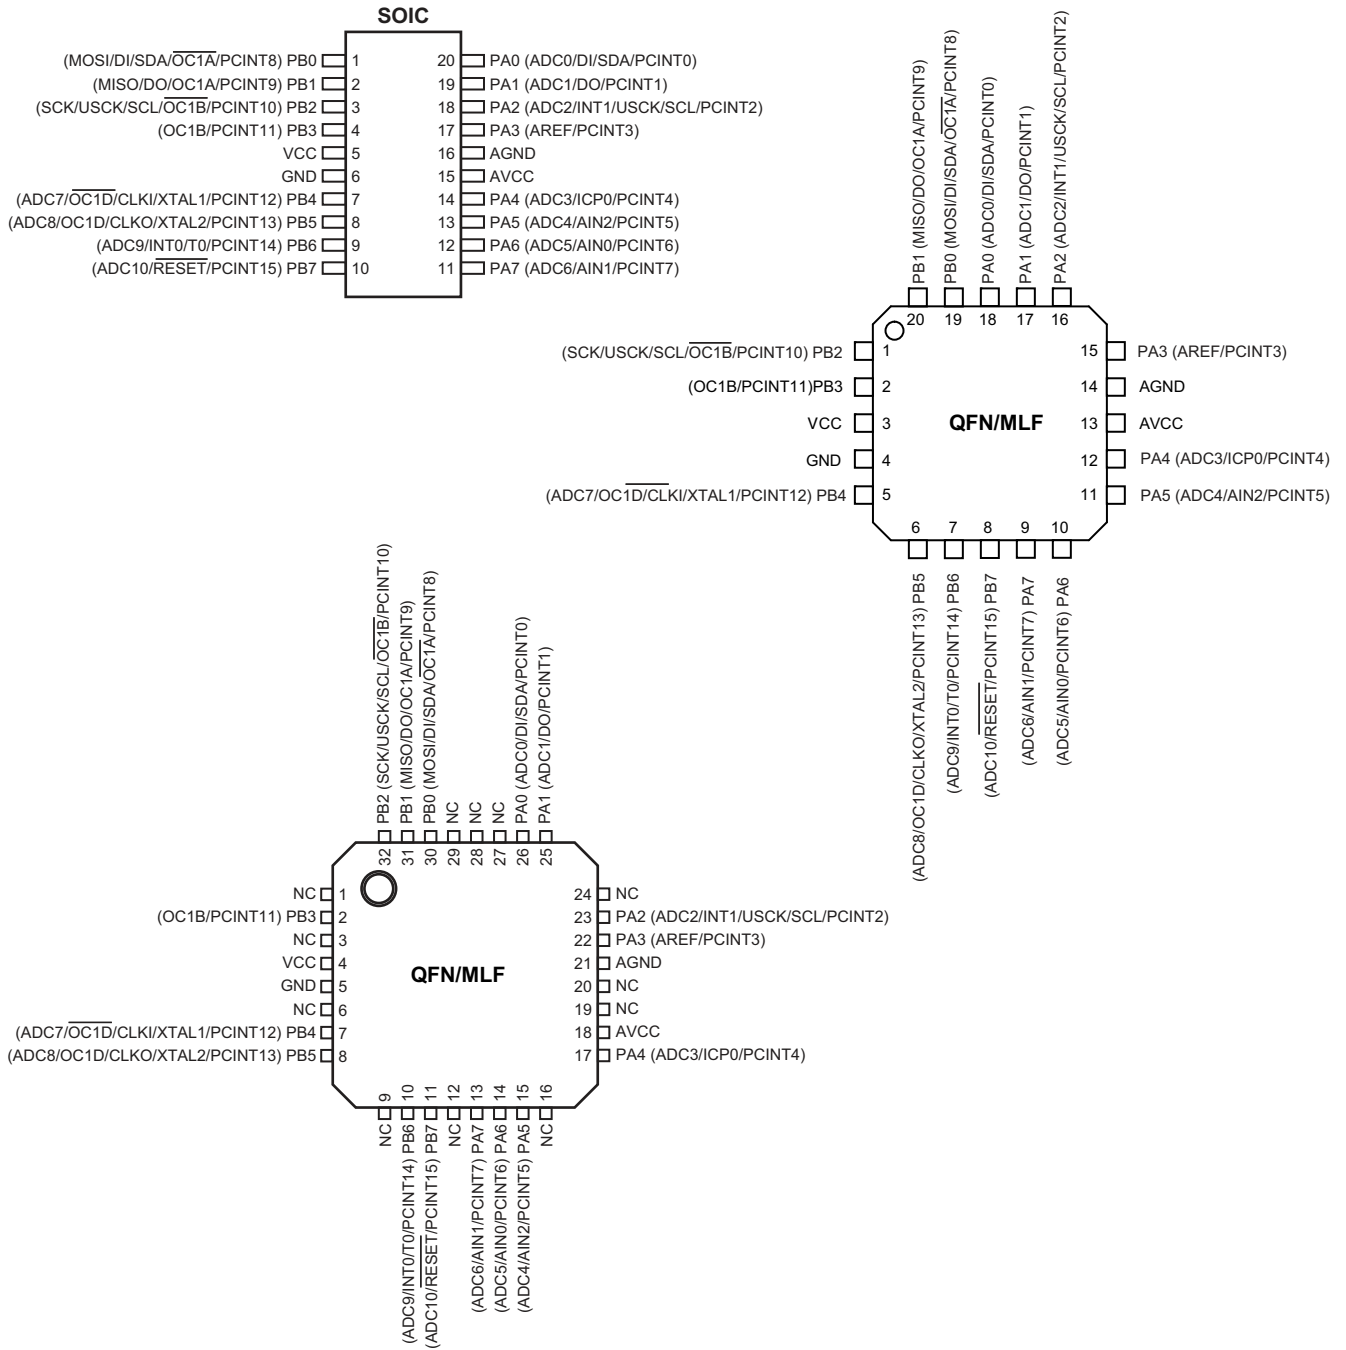 SOIC
(MOSI/DI/SDA/OC1A/PCINT8) PB0 1
(MISO/DO/OC1A/PCINT9) PB1 2
(SCK/USCK/SCL/OC1B/PCINT10) PB2 3
(OC1B/PCINT11) PB3 4
VCC 5
GND 6
(ADC7/OC1D/CLKI/XTAL1/PCINT12) PB4 7
(ADC8/OC1D/CLKO/XTAL2/PCINT13) PB5 8
(ADC9/INT0/T0/PCINT14) PB6 9
(ADC10/RESET/PCINT15) PB7 10
20 PA0 (ADC0/DI/SDA/PCINT0)
19 PA1 (ADC1/DO/PCINT1)
18 PA2 (ADC2/INT1/USCK/SCL/PCINT2)
17 PA3 (AREF/PCINT3)
16 AGND
15 AVCC
14 PA4 (ADC3/ICP0/PCINT4)
13 PA5 (ADC4/AIN2/PCINT5)
12 PA6 (ADC5/AIN0/PCINT6)
11 PA7 (ADC6/AIN1/PCINT7)
PB1 (MISO/DO/OC1A/PCINT9) 20
PB0 (MOSI/DI/SDA/OC1A/PCINT8) 19
PA0 (ADC0/DI/SDA/PCINT0) 18
PA1 (ADC1/DO/PCINT1) 17
PA2 (ADC2/INT1/USCK/SCL/PCINT2) 16
(SCK/USCK/SCL/OC1B/PCINT10) PB2 1
(OC1B/PCINT11)PB3 2
VCC 3
GND 4
(ADC7/OC1D/CLKI/XTAL1/PCINT12) PB4 5
QFN/MLF
15 PA3 (AREF/PCINT3)
14 AGND
13 AVCC
12 PA4 (ADC3/ICP0/PCINT4)
11 PA5 (ADC4/AIN2/PCINT5)
6 (ADC8/OC1D/CLKO/XTAL2/PCINT13) PB5
7 (ADC9/INT0/T0/PCINT14) PB6
8 (ADC10/RESET/PCINT15) PB7
9 (ADC6/AIN1/PCINT7) PA7
10 (ADC5/AIN0/PCINT6) PA6
PB2 (SCK/USCK/SCL/OC1B/PCINT10) 32
PB1 (MISO/DO/OC1A/PCINT9) 31
PB0 (MOSI/DI/SDA/OC1A/PCINT8) 30
NC 29
NC 28
NC 27
PA0 (ADC0/DI/SDA/PCINT0) 26
PA1 (ADC1/DO/PCINT1) 25
NC 1
(OC1B/PCINT11) PB3 2
NC 3
VCC 4
GND 5
NC 6
(ADC7/OC1D/CLKI/XTAL1/PCINT12) PB4 7
(ADC8/OC1D/CLKO/XTAL2/PCINT13) PB5 8
QFN/MLF
24 NC
23 PA2 (ADC2/INT1/USCK/SCL/PCINT2)
22 PA3 (AREF/PCINT3)
21 AGND
20 NC
19 NC
18 AVCC
17 PA4 (ADC3/ICP0/PCINT4)
9 NC
10 (ADC9/INT0/T0/PCINT14) PB6
11 (ADC10/RESET/PCINT15) PB7
12 NC
13 (ADC6/AIN1/PCINT7) PA7
14 (ADC5/AIN0/PCINT6) PA6
15 (ADC4/AIN2/PCINT5) PA5
16 NC